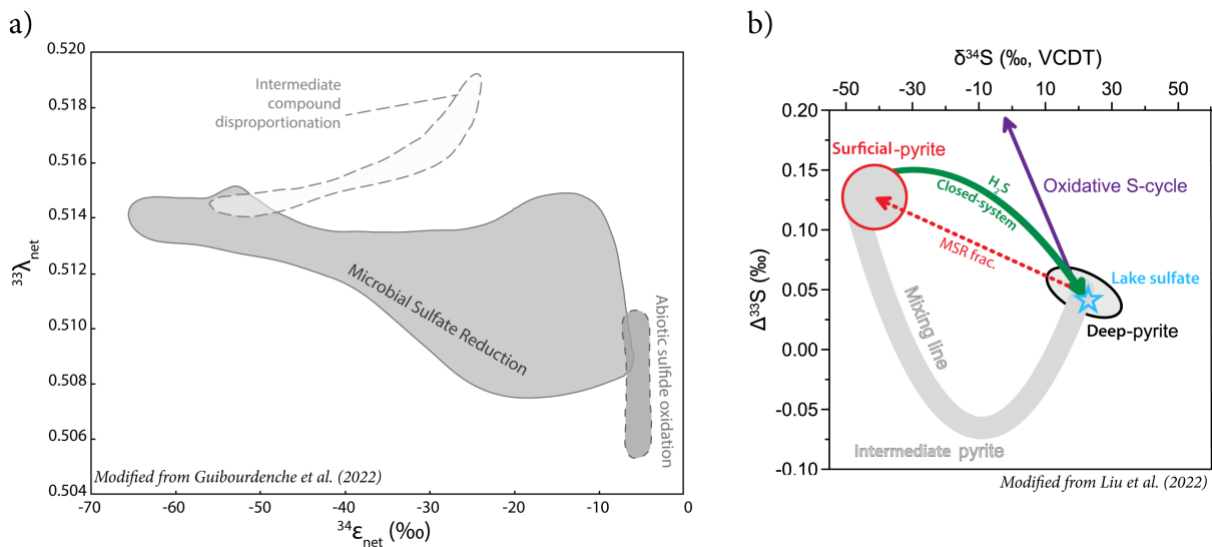 a)
0.520
0.518
0.516
0.514
0.512
0.510
0.508
0.506
0.504
³³λnet
Intermediate
compound
disproportionation
Microbial Sulfate Reduction
Abiotic sulfide oxidation
Modified from Guibourdenche et al. (2022)
-70 -60 -50 -40 -30 -20 -10 0
³⁴εnet (‰)
b)
δ³⁴S (‰, VCDT)
-50 -30 -10 10 30 50
0.20
0.15
0.10
0.05
0.00
-0.05
-0.10
Δ³³S (‰)
Surficial-pyrite
H₂S
Closed-system
Oxidative S-cycle
MSR frac.
Lake sulfate
Deep-pyrite
Mixing line
Intermediate pyrite
Modified from Liu et al. (2022)